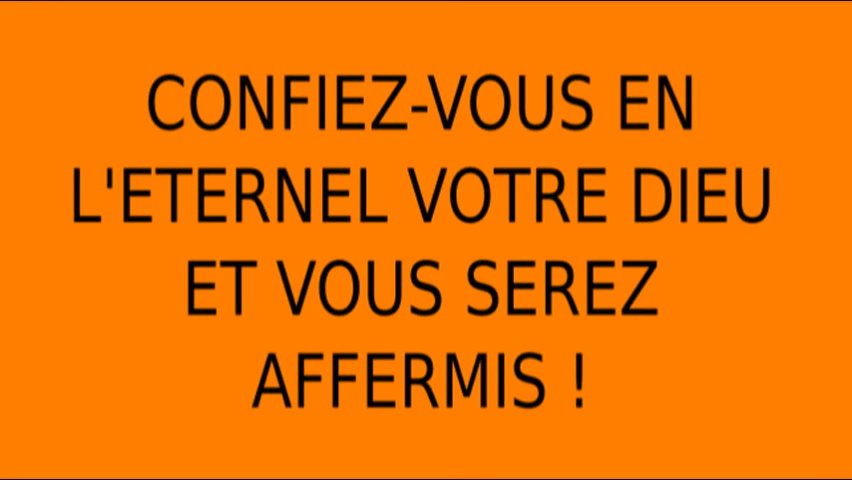 CONFIEZ-VOUS EN
L'ETERNEL VOTRE DIEU
ET VOUS SEREZ
AFFERMIS !